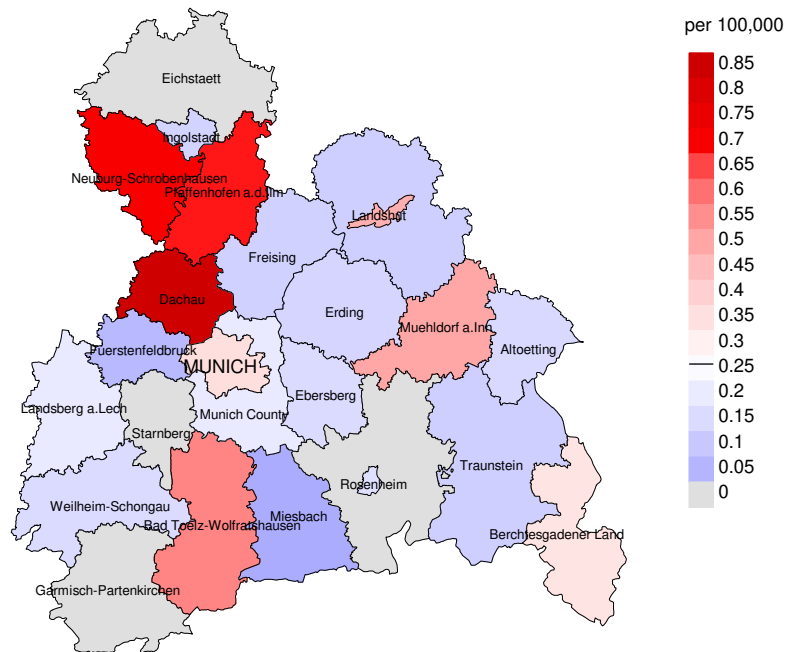 per 100,000
0.85
0.8
0.75
0.7
0.65
0.6
0.55
0.5
0.45
0.4
0.35
0.3
0.25
0.2
0.15
0.1
0.05
0
Eichstaett
Ingolstadt
Neuburg-Schrobenhausen
Pfaffenhofen a.d.Ilm
Landshut
Freising
Dachau
Erding
Muehldorf a.Inn
Fuerstenfeldbruck
Altoetting
MUNICH
Ebersberg
Landsberg a.Lech
Munich County
Starnberg
Traunstein
Rosenheim
Weilheim-Schongau
Miesbach
Bad Toelz-Wolfratshausen
Berchtesgadener Land
Garmisch-Partenkirchen